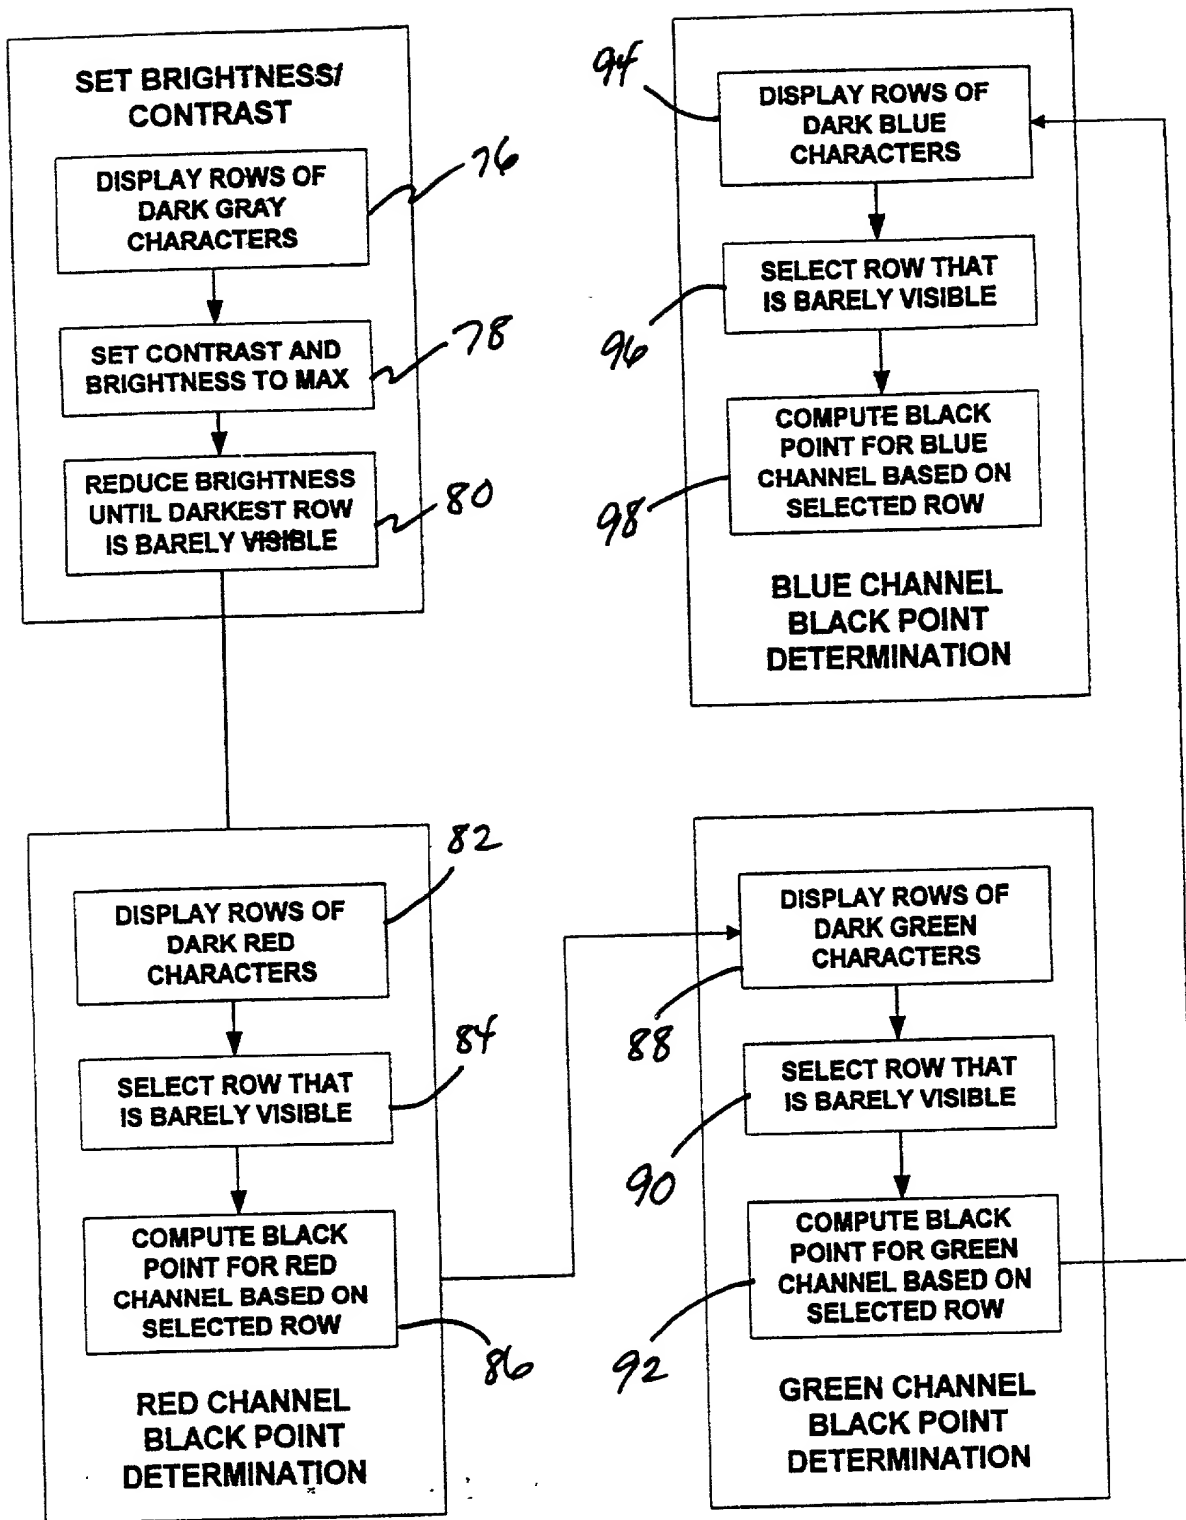 SET BRIGHTNESS/
CONTRAST
DISPLAY ROWS OF
DARK GRAY
CHARACTERS
76
SET CONTRAST AND
BRIGHTNESS TO MAX
78
REDUCE BRIGHTNESS
UNTIL DARKEST ROW
IS BARELY VISIBLE
80
82
DISPLAY ROWS OF
DARK RED
CHARACTERS
84
SELECT ROW THAT
IS BARELY VISIBLE
COMPUTE BLACK
POINT FOR RED
CHANNEL BASED ON
SELECTED ROW
86
RED CHANNEL
BLACK POINT
DETERMINATION
DISPLAY ROWS OF
DARK GREEN
CHARACTERS
88
SELECT ROW THAT
IS BARELY VISIBLE
90
COMPUTE BLACK
POINT FOR GREEN
CHANNEL BASED ON
SELECTED ROW
92
GREEN CHANNEL
BLACK POINT
DETERMINATION
94
DISPLAY ROWS OF
DARK BLUE
CHARACTERS
SELECT ROW THAT
IS BARELY VISIBLE
96
COMPUTE BLACK
POINT FOR BLUE
CHANNEL BASED ON
SELECTED ROW
98
BLUE CHANNEL
BLACK POINT
DETERMINATION